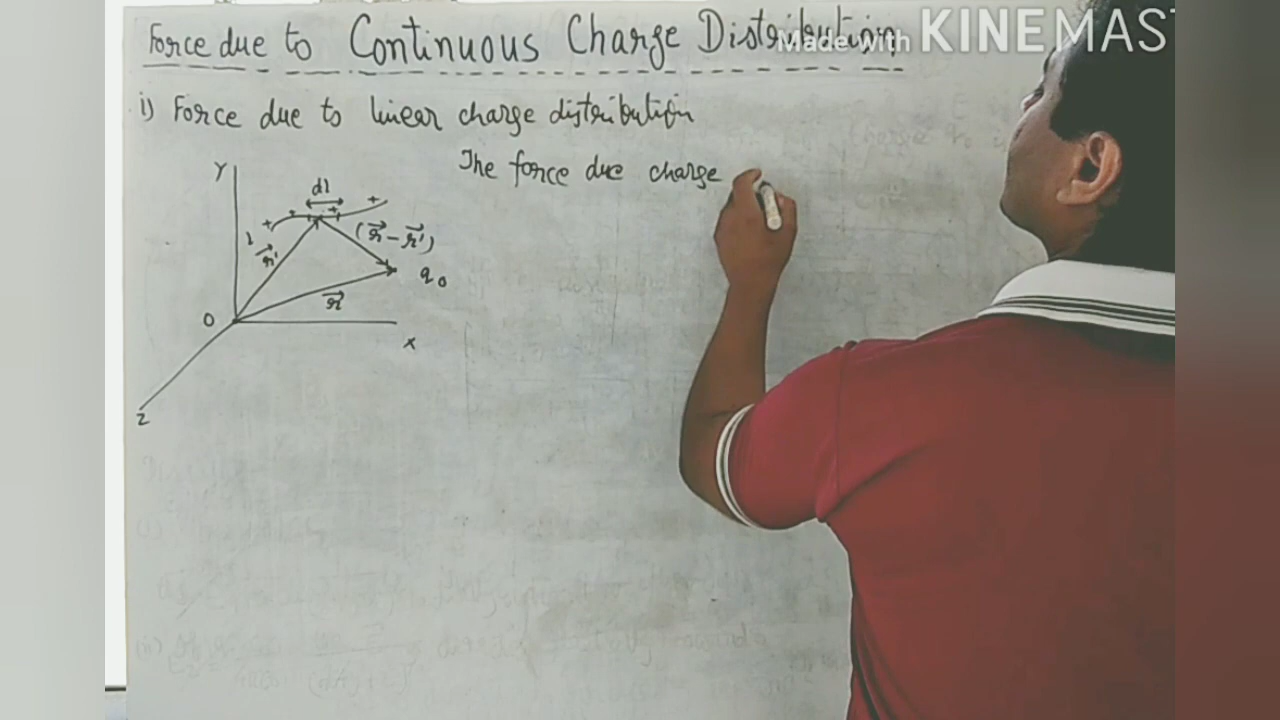 Force due to Continuous Charge Distribution
Made with KINEMAS
i) Force due to linear charge distribution
The force due charge
Y
dl
+ + + +
l
r⃗'
(r⃗ - r⃗')
q₀
r⃗
O
X
Z